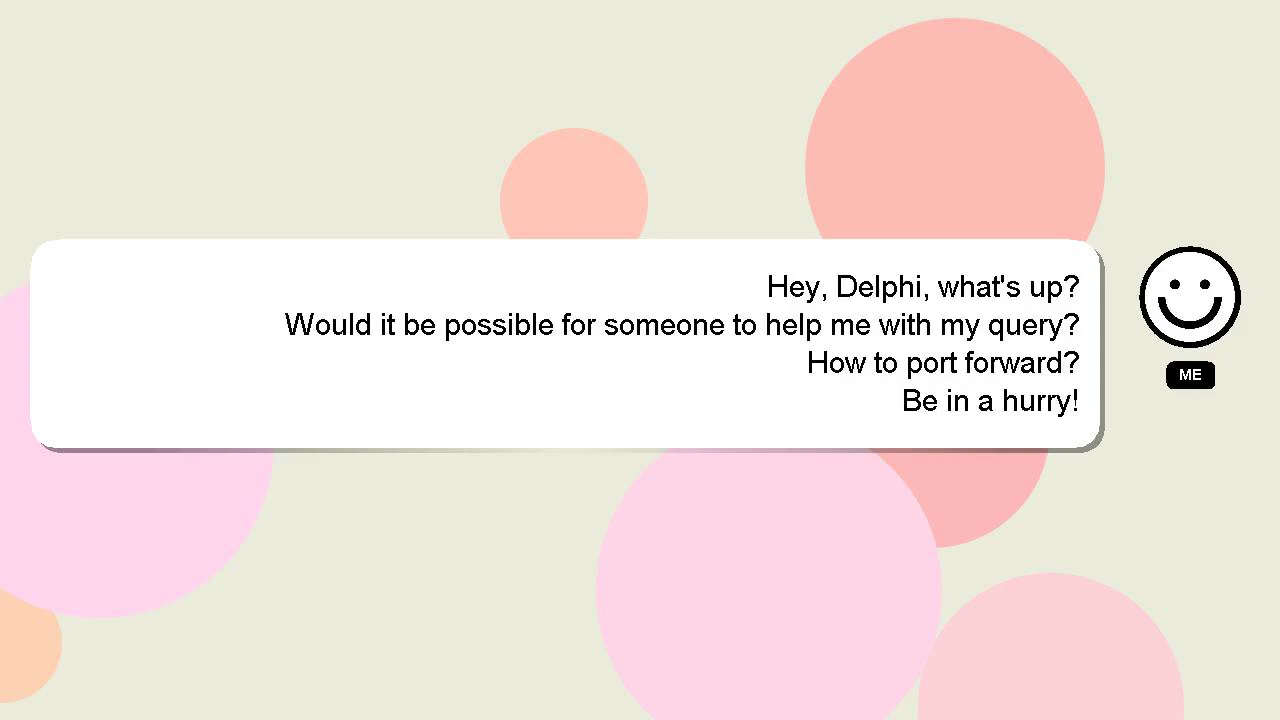 Hey, Delphi, what's up?
Would it be possible for someone to help me with my query?
How to port forward?
Be in a hurry!
ME